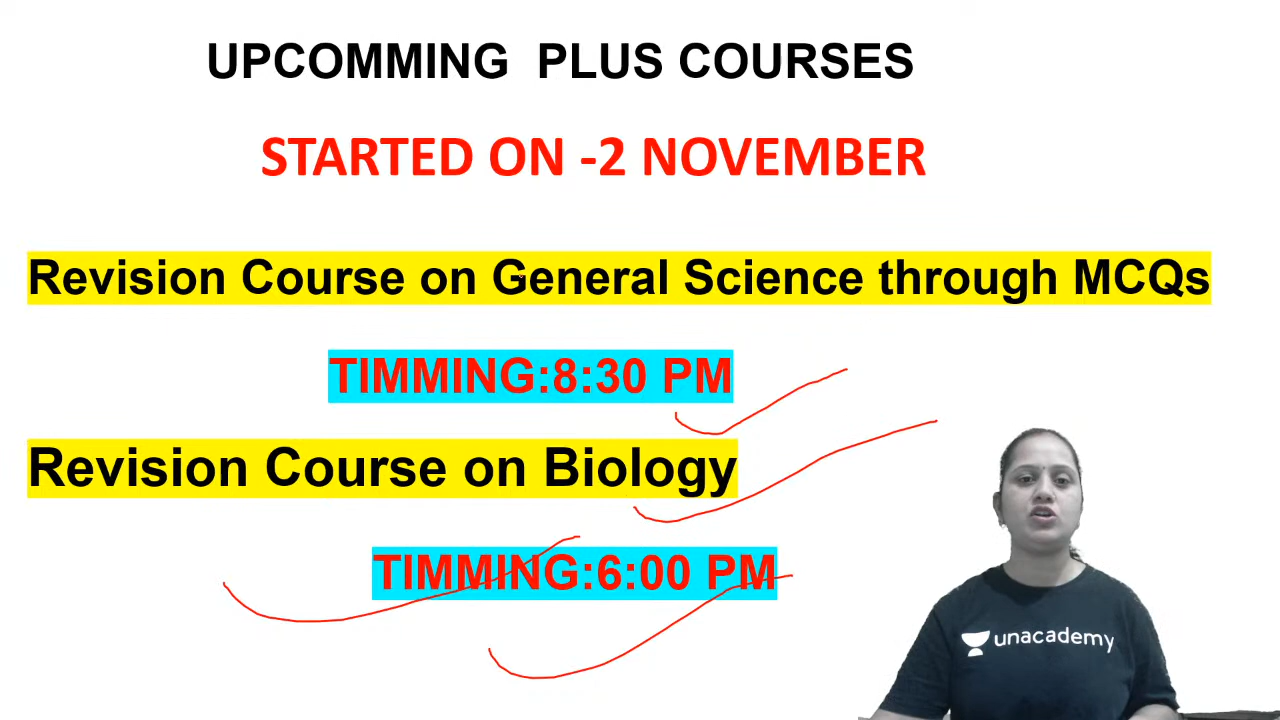 UPCOMMING PLUS COURSES
STARTED ON -2 NOVEMBER
Revision Course on General Science through MCQs
TIMMING:8:30 PM
Revision Course on Biology
TIMMING:6:00 PM
unacademy